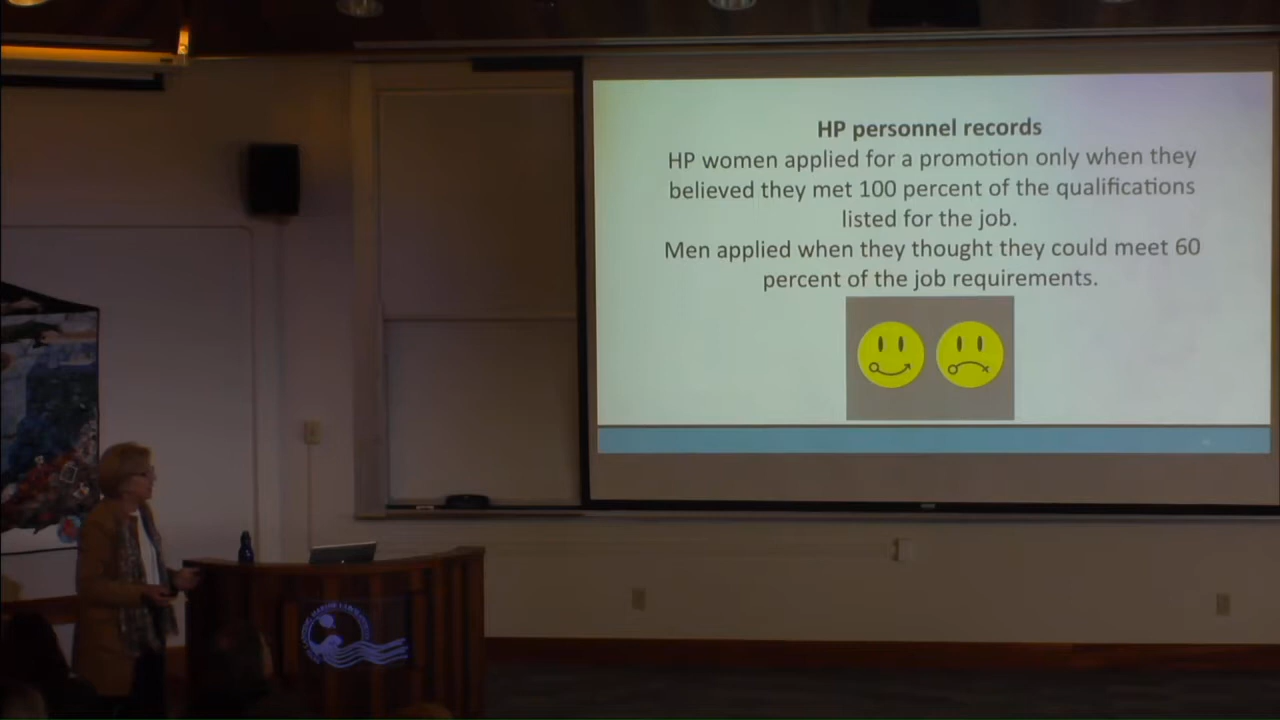 HP personnel records
HP women applied for a promotion only when they
believed they met 100 percent of the qualifications
listed for the job.
Men applied when they thought they could meet 60
percent of the job requirements.